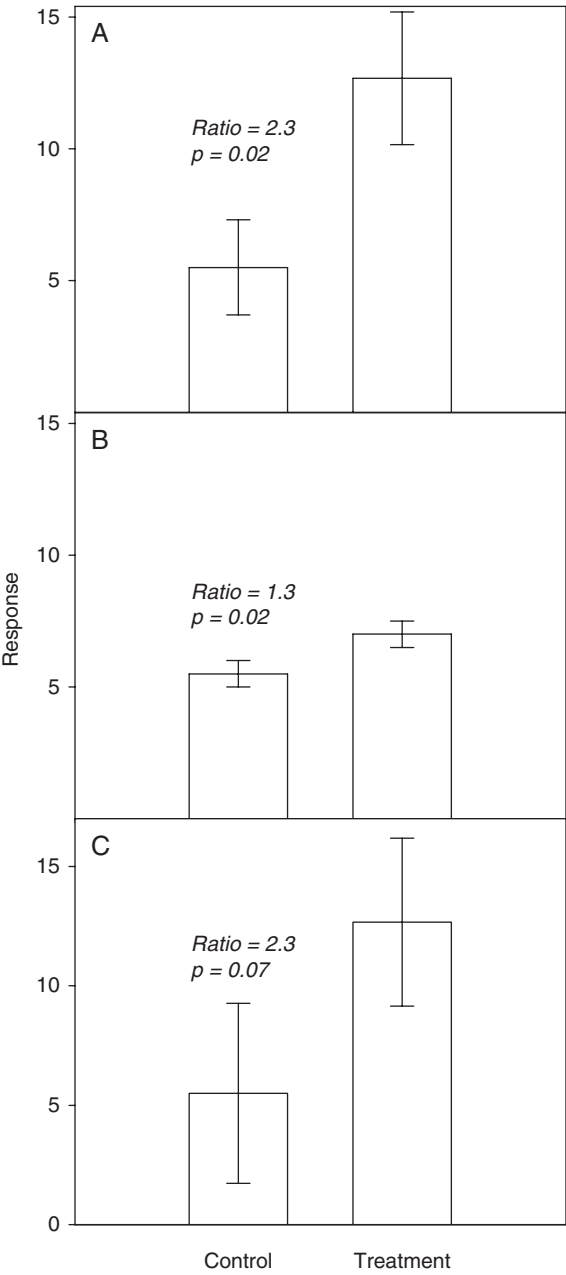 A
15
10
5
Ratio = 2.3
p = 0.02
B
15
10
5
Ratio = 1.3
p = 0.02
Response
C
15
10
5
0
Ratio = 2.3
p = 0.07
Control Treatment